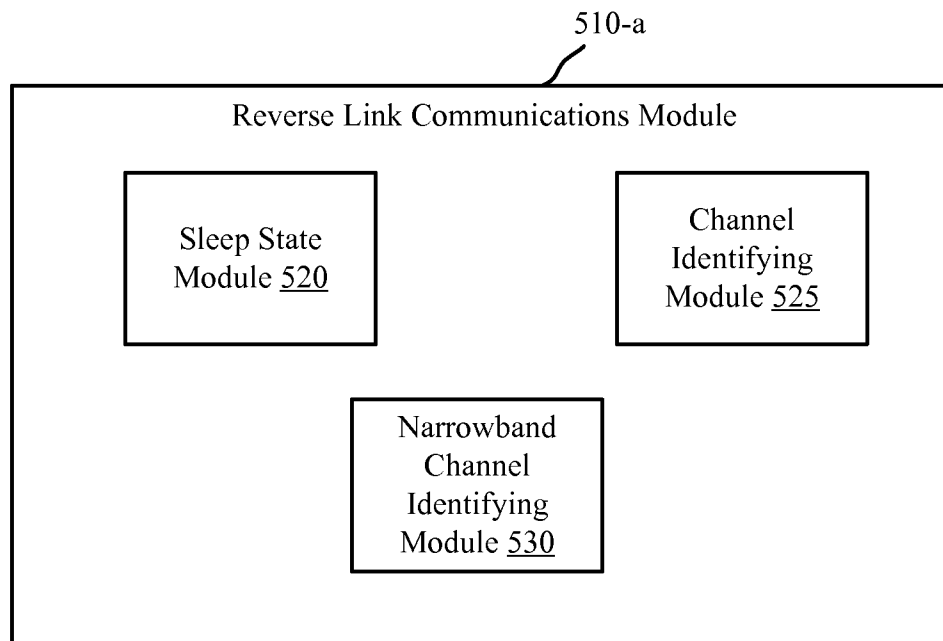 510-a
Reverse Link Communications Module
Sleep State
Module 520
Channel
Identifying
Module 525
Narrowband
Channel
Identifying
Module 530